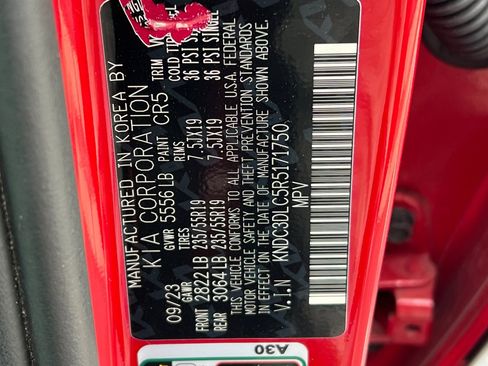 MANUFACTURED IN KOREA BY
KIA CORPORATION
09/23 GVWR 5556 LB PAINT CR5 TRIM
GAWR TIRES RIMS COLD TIRE
FRONT 2822 LB 235/55R19 7.5JX19 36 PSI
REAR 3064 LB 235/55R19 7.5JX19 36 PSI SINGLE
THIS VEHICLE CONFORMS TO ALL APPLICABLE U.S.A. FEDERAL
MOTOR VEHICLE SAFETY AND THEFT PREVENTION
STANDARDS IN EFFECT ON THE DATE OF MANUFACTURE SHOWN ABOVE.
V.I.N KNDC3DLC5R5171750
MPV
A30